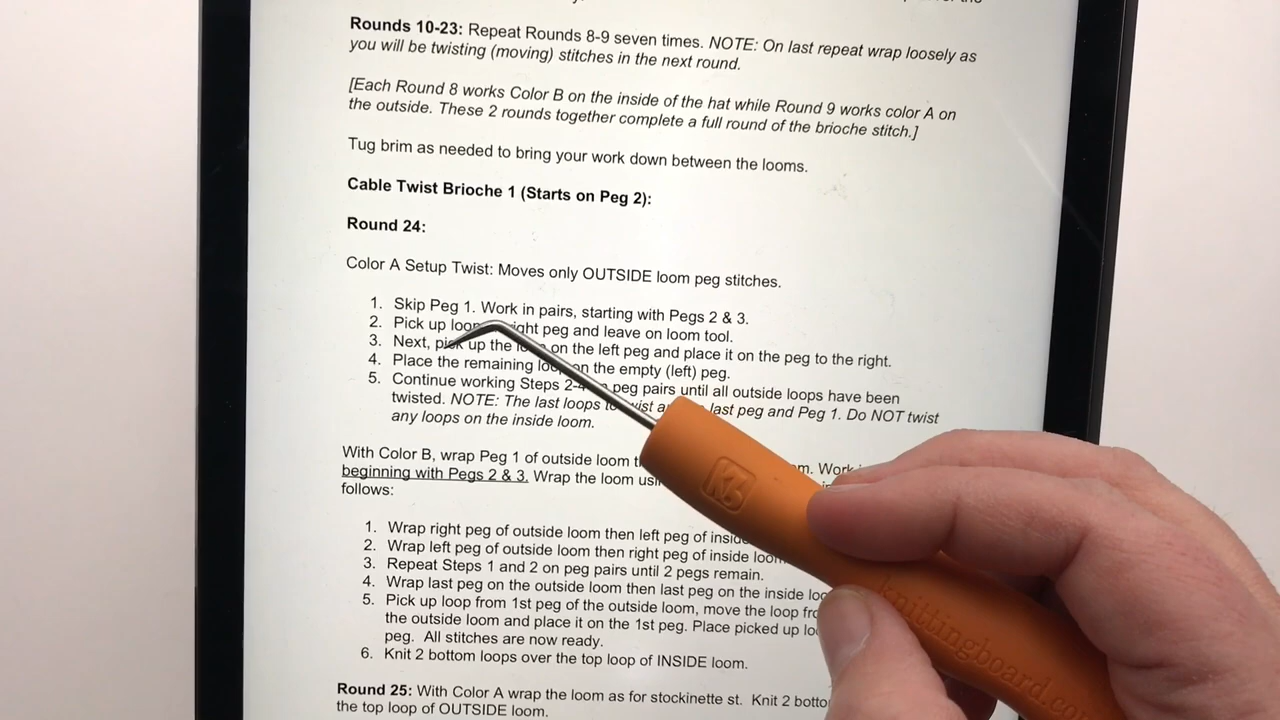 Rounds 10-23: Repeat Rounds 8-9 seven times. NOTE: On last repeat wrap loosely as
you will be twisting (moving) stitches in the next round.
[Each Round 8 works Color B on the inside of the hat while Round 9 works color A on
the outside. These 2 rounds together complete a full round of the brioche stitch.]
Tug brim as needed to bring your work down between the looms.
Cable Twist Brioche 1 (Starts on Peg 2):
Round 24:
Color A Setup Twist: Moves only OUTSIDE loom peg stitches.
1. Skip Peg 1. Work in pairs, starting with Pegs 2 & 3.
2. Pick up right peg and leave on loom tool.
3. Next, pick up the on the left peg and place it on the peg to the right.
4. Place the remaining on the empty (left) peg.
5. Continue working Steps peg pairs until all outside loops have been
twisted. NOTE: The last loops last peg and Peg 1. Do NOT twist
any loops on the inside loom.
With Color B, wrap Peg 1 of outside loom
beginning with Pegs 2 & 3. Wrap the loom
follows:
1. Wrap right peg of outside loom then left peg of
2. Wrap left peg of outside loom then right peg of inside
3. Repeat Steps 1 and 2 on peg pairs until 2 pegs remain.
4. Wrap last peg on the outside loom then last peg on the inside
5. Pick up loop from 1st peg of the outside loom, move the loop
the outside loom and place it on the 1st peg. Place picked up
peg. All stitches are now ready.
6. Knit 2 bottom loops over the top loop of INSIDE loom.
Round 25: With Color A wrap the loom as for stockinette st. Knit 2
the top loop of OUTSIDE loom.
KB
knittingboard.com